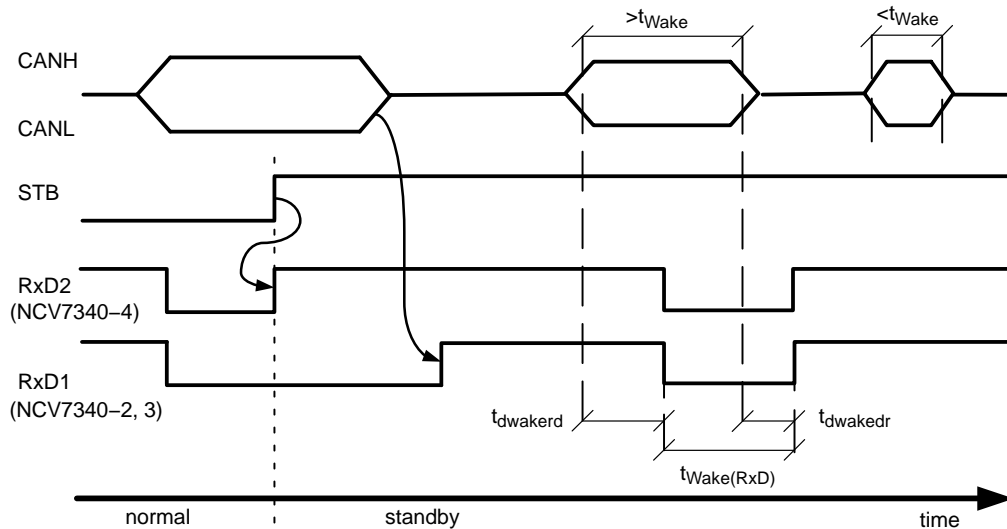 >tWake
<tWake
CANH
CANL
STB
RxD2
(NCV7340−4)
RxD1
(NCV7340−2, 3)
tdwakerd
tdwakedr
tWake(RxD)
normal
standby
time